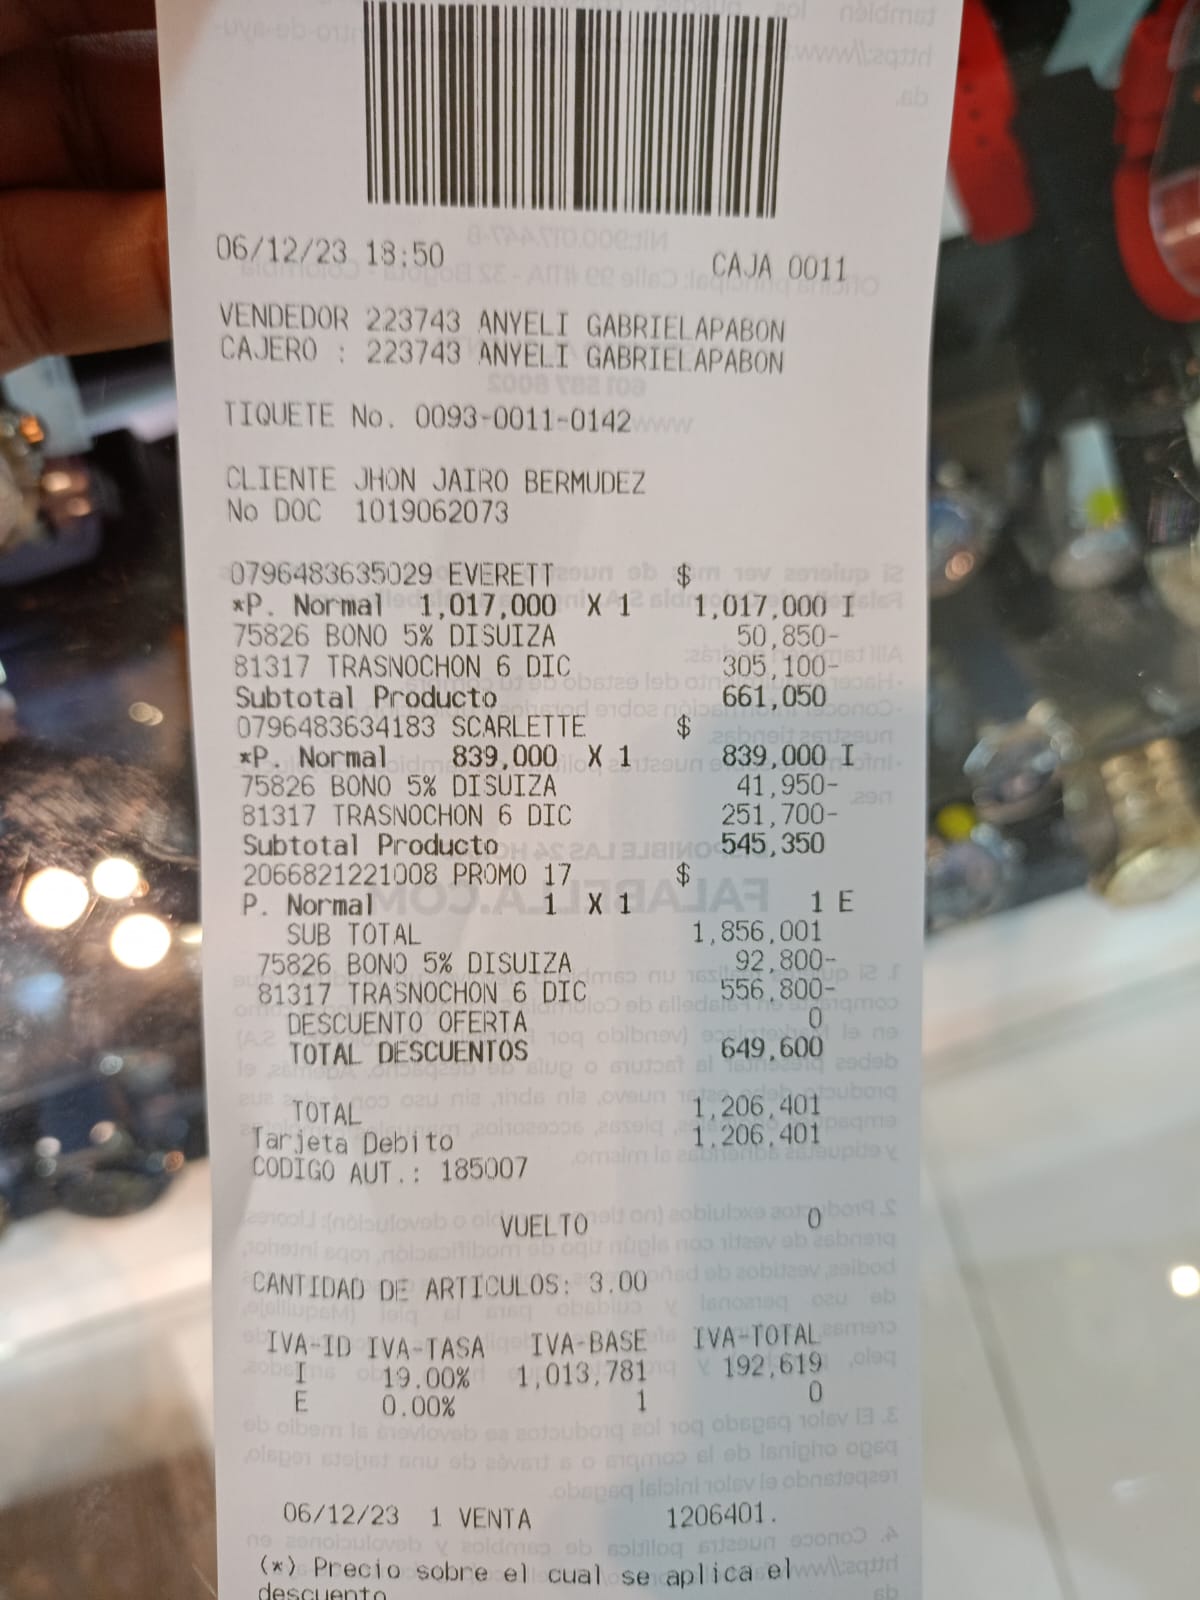 06/12/23 18:50 CAJA 0011
VENDEDOR 223743 ANYELI GABRIELAPABON
CAJERO : 223743 ANYELI GABRIELAPABON
TIQUETE No. 0093-0011-0142
CLIENTE JHON JAIRO BERMUDEZ
No DOC 1019062073
0796483635029 EVERETT $
*P. Normal 1,017,000 X 1 1,017,000 I
75826 BONO 5% DISUIZA 50,850-
81317 TRASNOCHON 6 DIC 305,100-
Subtotal Producto 661,050
0796483634183 SCARLETTE $
*P. Normal 839,000 X 1 839,000 I
75826 BONO 5% DISUIZA 41,950-
81317 TRASNOCHON 6 DIC 251,700-
Subtotal Producto 545,350
2066821221008 PROMO 17 $
P. Normal 1 X 1 1 E
SUB TOTAL 1,856,001
75826 BONO 5% DISUIZA 92,800-
81317 TRASNOCHON 6 DIC 556,800-
DESCUENTO OFERTA 0
TOTAL DESCUENTOS 649,600
TOTAL 1,206,401
Tarjeta Debito 1.206,401
CODIGO AUT.: 185007
VUELTO 0
CANTIDAD DE ARTICULOS: 3.00
IVA-ID IVA-TASA IVA-BASE IVA-TOTAL
I 19.00% 1,013,781 192,619
E 0.00% 1 0
06/12/23 1 VENTA 1206401.
(*) Precio sobre el cual se aplica el
descuento